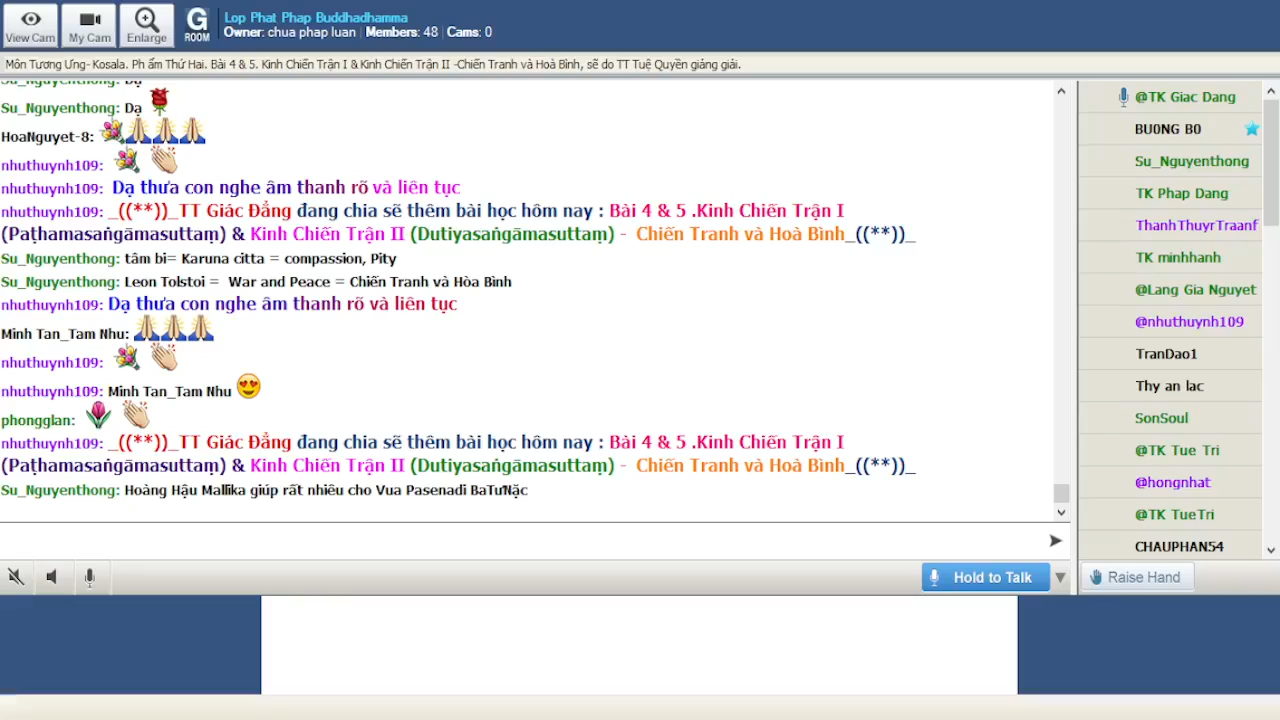 View Cam
My Cam
Enlarge
G
ROOM
Lop Phat Phap Buddhadhamma
Owner: chua phap luan | Members: 48 | Cams: 0
Môn Tương Ưng- Kosala. Ph ẩm Thứ Hai. Bài 4 & 5. Kinh Chiến Trận I & Kinh Chiến Trận II -Chiến Tranh và Hoà Bình, sẽ do TT Tuệ Quyền giảng giải.
Su_Nguyenthong: Dạ
Su_Nguyenthong: Dạ
HoaNguyet-8:
nhuthuynh109:
nhuthuynh109: Dạ thưa con nghe âm thanh rõ và liên tục
nhuthuynh109: _((**))_TT Giác Đẳng đang chia sẽ thêm bài học hôm nay : Bài 4 & 5 .Kinh Chiến Trận I
(Paṭhamasaṅgāmasuttaṃ) & Kinh Chiến Trận II (Dutiyasaṅgāmasuttaṃ) - Chiến Tranh và Hoà Bình_((**))_
Su_Nguyenthong: tâm bi= Karuna citta = compassion, Pity
Su_Nguyenthong: Leon Tolstoi = War and Peace = Chiến Tranh và Hòa Bình
nhuthuynh109: Dạ thưa con nghe âm thanh rõ và liên tục
Minh Tan_Tam Nhu:
nhuthuynh109:
nhuthuynh109: Minh Tan_Tam Nhu
phongglan:
nhuthuynh109: _((**))_TT Giác Đẳng đang chia sẽ thêm bài học hôm nay : Bài 4 & 5 .Kinh Chiến Trận I
(Paṭhamasaṅgāmasuttaṃ) & Kinh Chiến Trận II (Dutiyasaṅgāmasuttaṃ) - Chiến Tranh và Hoà Bình_((**))_
Su_Nguyenthong: Hoàng Hậu Mallika giúp rất nhiêu cho Vua Pasenadi BaTưNặc
@TK Giac Dang
BU0NG B0
Su_Nguyenthong
TK Phap Dang
ThanhThuyrTraanf
TK minhhanh
@Lang Gia Nguyet
@nhuthuynh109
TranDao1
Thy an lac
SonSoul
@TK Tue Tri
@hongnhat
@TK TueTri
CHAUPHAN54
Hold to Talk
Raise Hand